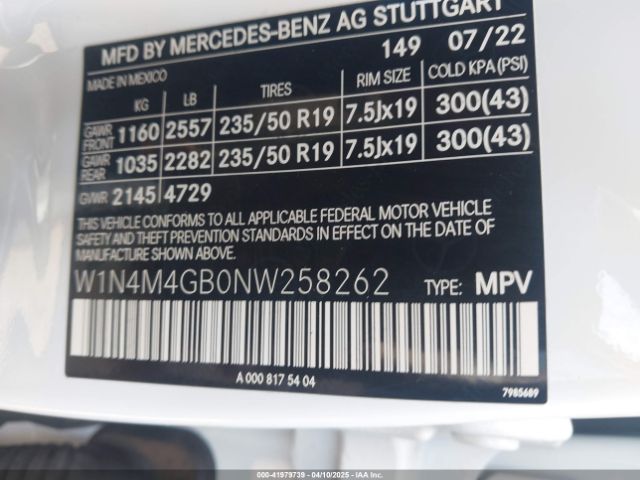 MFD BY MERCEDES-BENZ AG STUTTGART
149 07/22
MADE IN MEXICO
KG LB TIRES RIM SIZE COLD KPA(PSI)
GAWR FRONT 1160 2557 235/50 R19 7.5Jx19 300(43)
GAWR REAR 1035 2282 235/50 R19 7.5Jx19 300(43)
GVWR 2145 4729
THIS VEHICLE CONFORMS TO ALL APPLICABLE FEDERAL MOTOR VEHICLE
SAFETY AND THEFT PREVENTION STANDARDS IN EFFECT ON THE DATE OF
MANUFACTURE SHOWN ABOVE.
W1N4M4GB0NW258262 TYPE: MPV
A 000 817 54 04
7985689
000-41979739 04/10/2025 IAAI